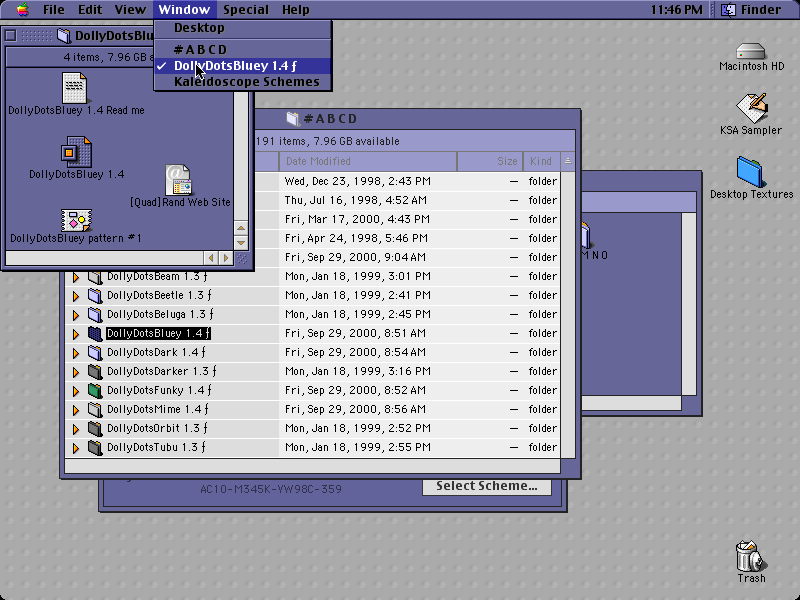 File Edit View Window Special Help 11:46 PM Finder
Desktop
#ABCD
✓ DollyDotsBluey 1.4 ƒ
Kaleidoscope Schemes
DollyDotsBlu
4 items, 7.96 GB a
DollyDotsBluey 1.4 Read me
DollyDotsBluey 1.4
[Quad]Rand Web Site
DollyDotsBluey pattern #1
#ABCD
191 items, 7.96 GB available
Date Modified Size Kind
Wed, Dec 23, 1998, 2:43 PM — folder
Thu, Jul 16, 1998, 4:52 AM — folder
Fri, Mar 17, 2000, 4:43 PM — folder
Fri, Apr 24, 1998, 5:46 PM — folder
Fri, Sep 29, 2000, 9:04 AM — folder
DollyDotsBeam 1.3 ƒ Mon, Jan 18, 1999, 3:01 PM — folder
DollyDotsBeetle 1.3 ƒ Mon, Jan 18, 1999, 2:41 PM — folder
DollyDotsBeluga 1.3 ƒ Mon, Jan 18, 1999, 2:45 PM — folder
DollyDotsBluey 1.4 ƒ Fri, Sep 29, 2000, 8:51 AM — folder
DollyDotsDark 1.4 ƒ Fri, Sep 29, 2000, 8:54 AM — folder
DollyDotsDarker 1.3 ƒ Mon, Jan 18, 1999, 3:16 PM — folder
DollyDotsFunky 1.4 ƒ Fri, Sep 29, 2000, 8:52 AM — folder
DollyDotsMime 1.4 ƒ Fri, Sep 29, 2000, 8:56 AM — folder
DollyDotsOrbit 1.3 ƒ Mon, Jan 18, 1999, 2:52 PM — folder
DollyDotsTubu 1.3 ƒ Mon, Jan 18, 1999, 2:55 PM — folder
M N O
AC10-M345K-YW98C-359
Select Scheme...
Macintosh HD
KSA Sampler
Desktop Textures
Trash